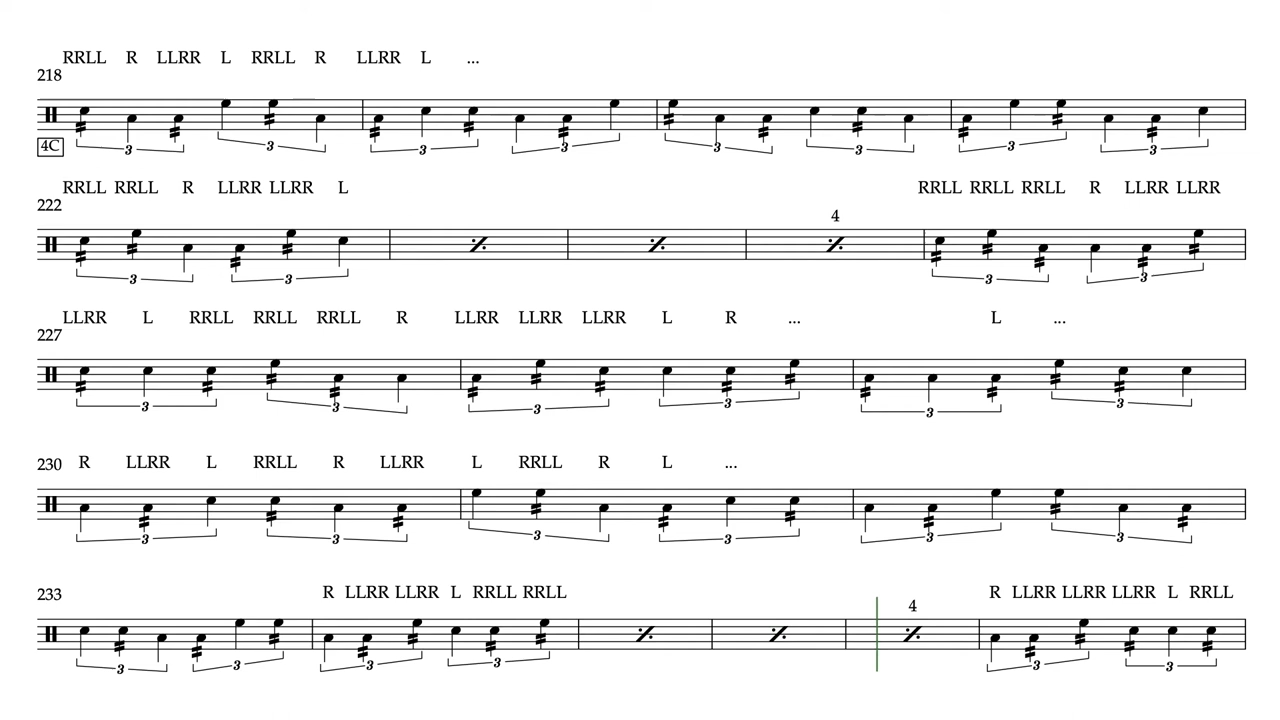 RRLL R LLRR L RRLL R LLRR L ...
218
3 3 3 3 3 3 3 3
4C
RRLL RRLL R LLRR LLRR L RRLL RRLL RRLL R LLRR LLRR
222
4
3 3 3 3
LLRR L RRLL RRLL RRLL R LLRR LLRR LLRR L R ... L ...
227
3 3 3 3 3 3
230 R LLRR L RRLL R LLRR L RRLL R L ...
3 3 3 3 3 3
233 R LLRR LLRR L RRLL RRLL R LLRR LLRR LLRR L RRLL
4
3 3 3 3 3 3